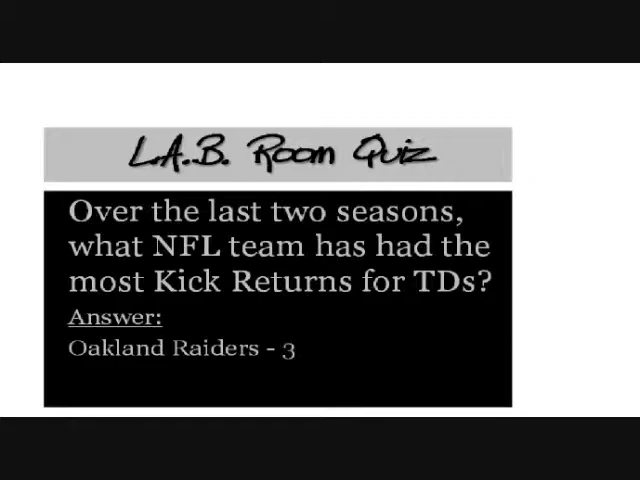 L.A.B. Room Quiz
Over the last two seasons,
what NFL team has had the
most Kick Returns for TDs?
Answer:
Oakland Raiders - 3